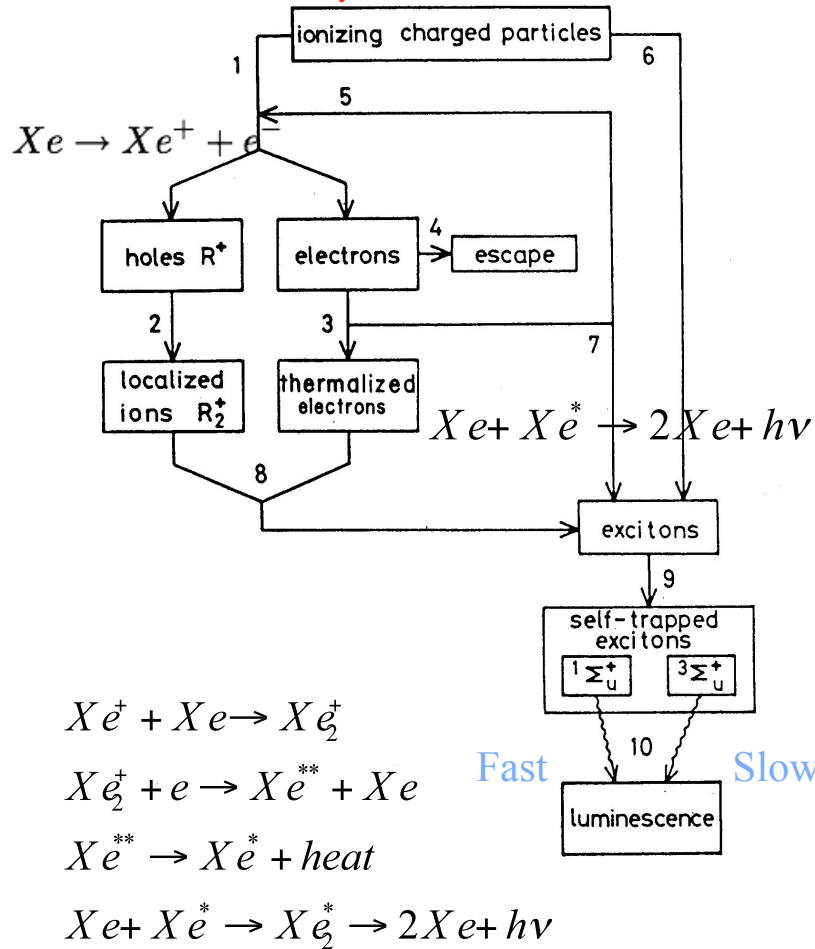 ionizing charged particles
1
6
5
Xe → Xe⁺ + e⁻
holes R⁺
electrons
4
escape
2
3
7
localized
ions R₂⁺
thermalized
electrons
Xe + Xe* → 2Xe + hν
8
excitons
9
self-trapped
excitons
¹Σᵤ⁺
³Σᵤ⁺
Xe⁺ + Xe → Xe₂⁺
10
Fast
Slow
Xe₂⁺ + e → Xe** + Xe
luminescence
Xe** → Xe* + heat
Xe + Xe* → Xe₂* → 2Xe + hν